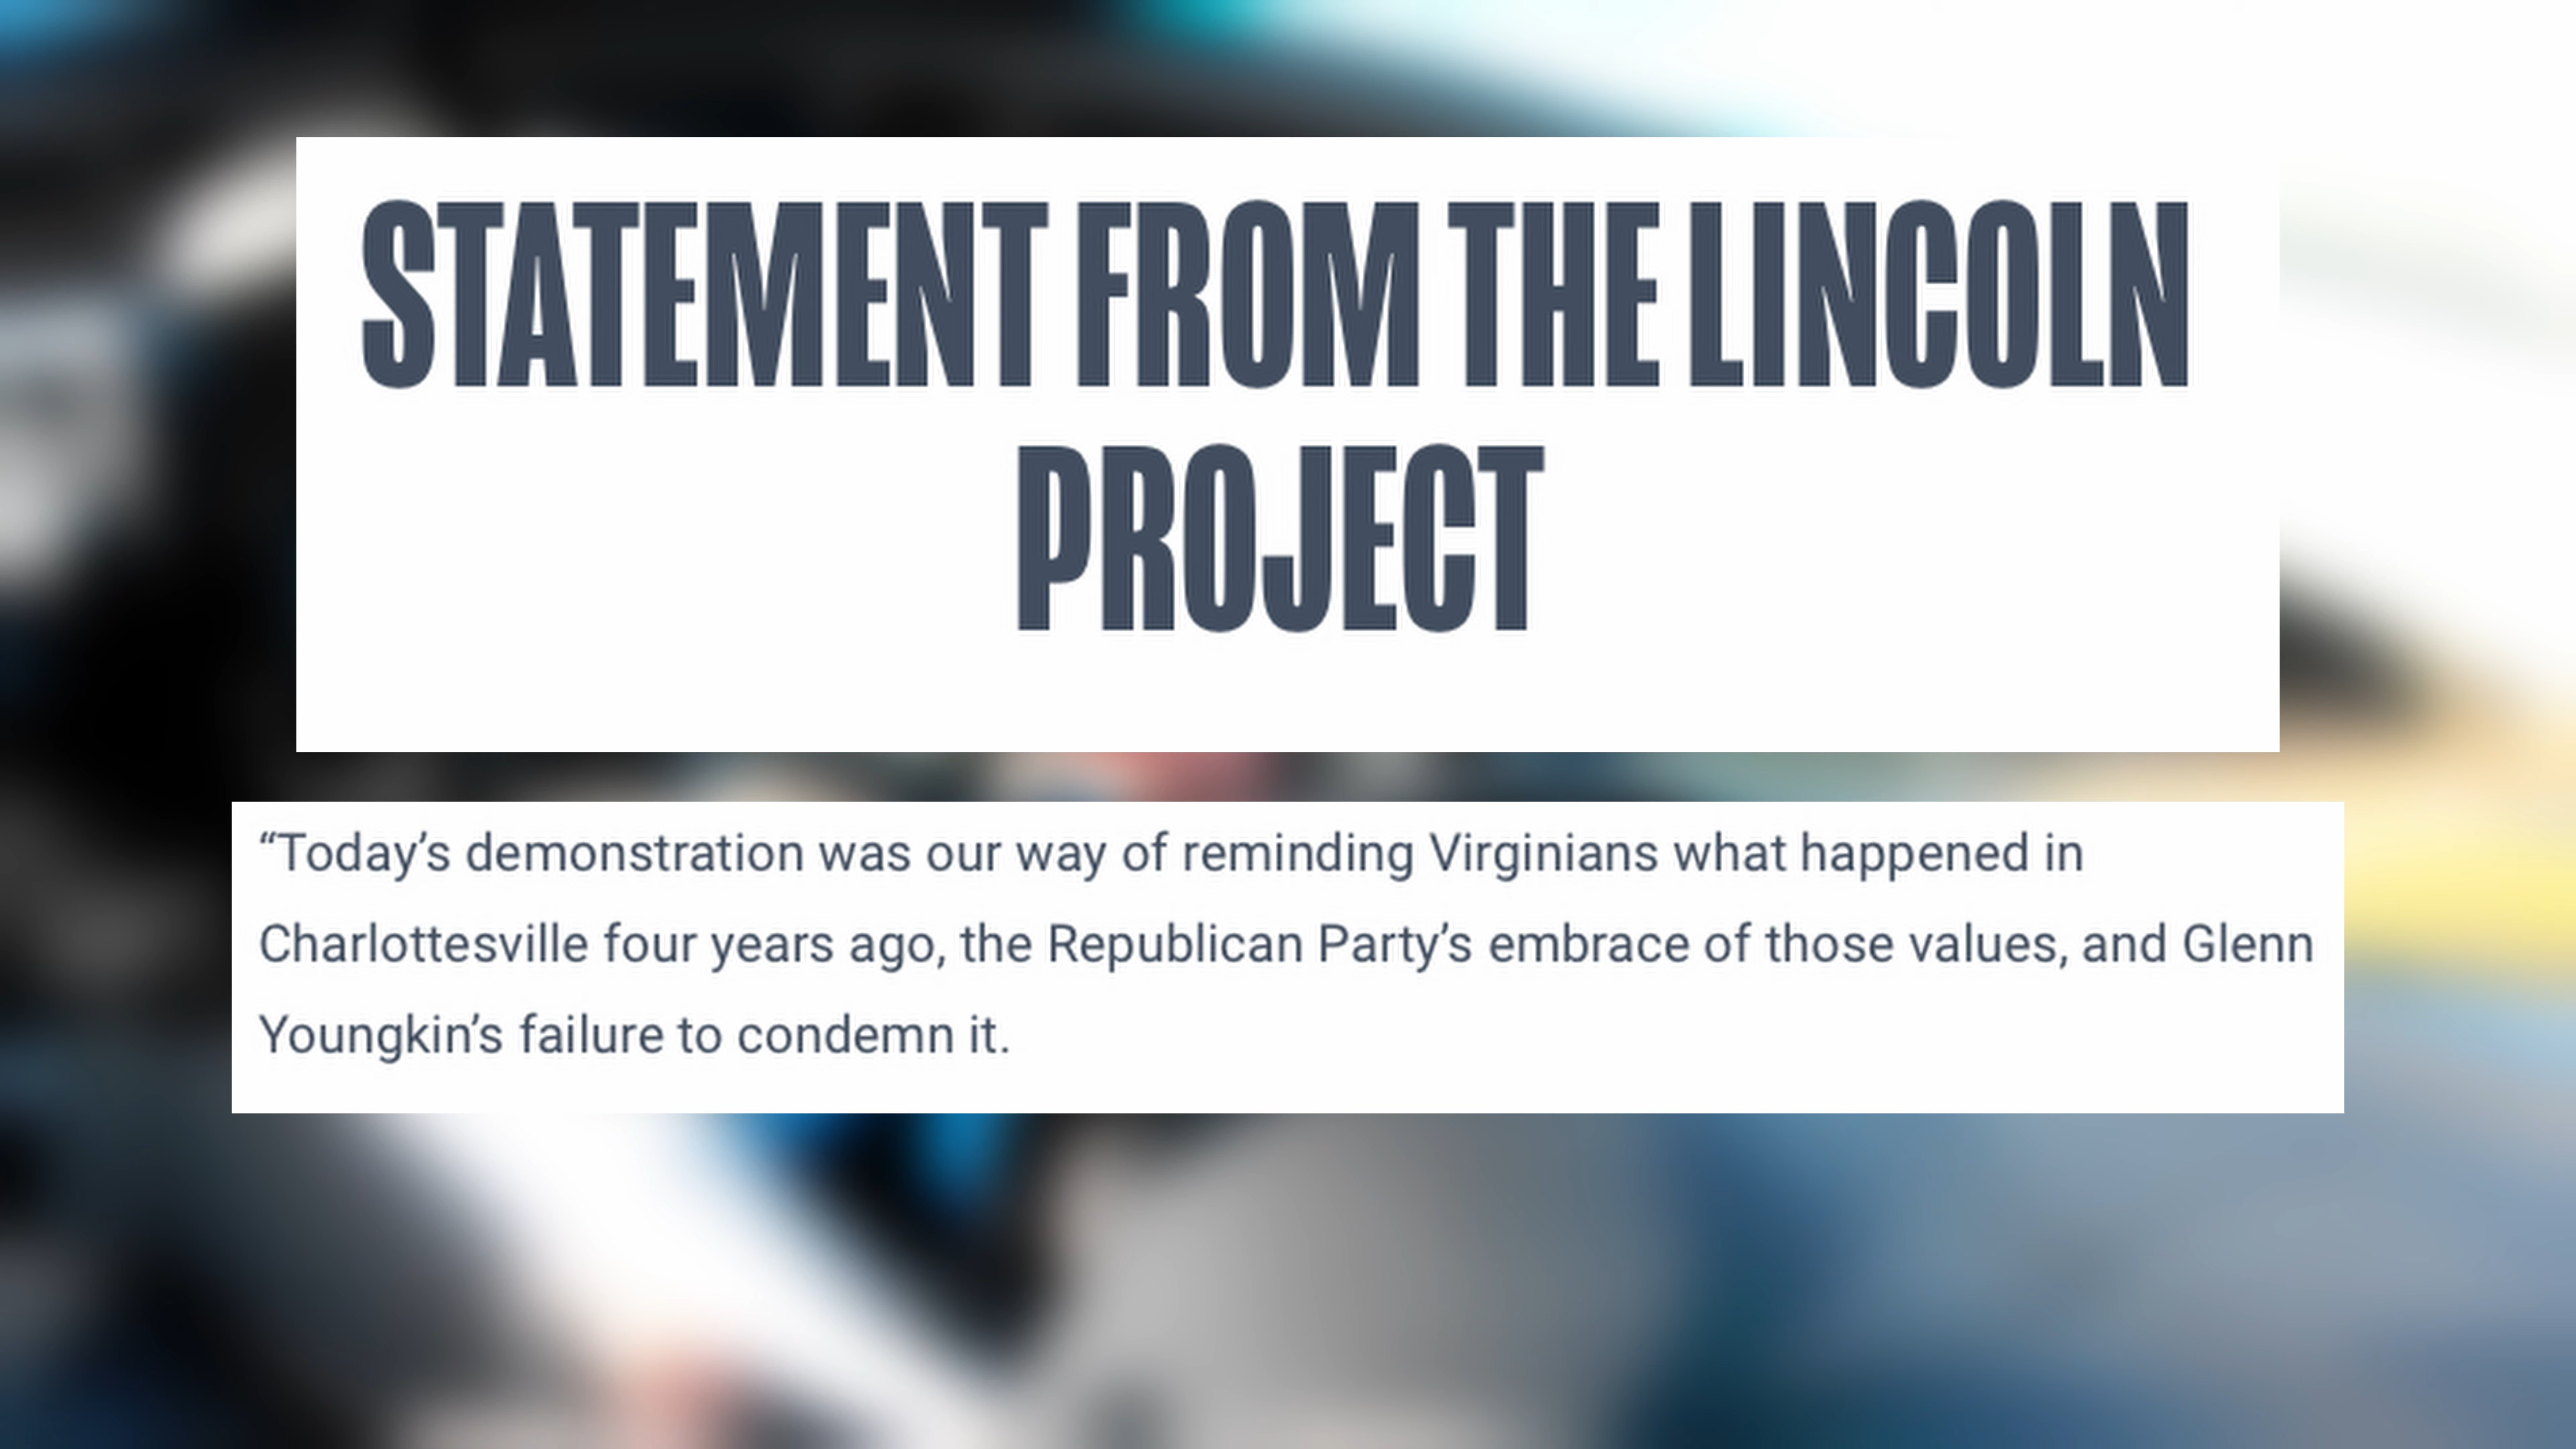 STATEMENT FROM THE LINCOLN
PROJECT
“Today’s demonstration was our way of reminding Virginians what happened in
Charlottesville four years ago, the Republican Party’s embrace of those values, and Glenn
Youngkin’s failure to condemn it.